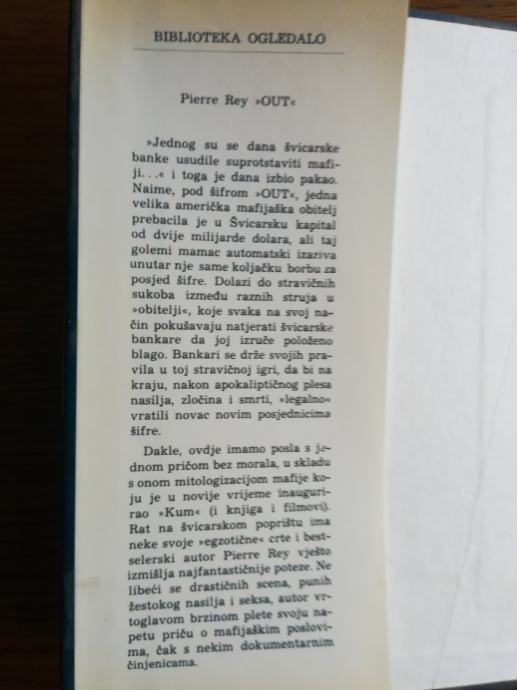 BIBLIOTEKA OGLEDALO
Pierre Rey »OUT«
»Jednog su se dana švicarske
banke usudile suprotstaviti mafi-
ji. . .« i toga je dana izbio pakao.
Naime, pod šifrom »OUT«, jedna
velika američka mafijaška obitelj
prebacila je u Švicarsku kapital
od dvije milijarde dolara, ali taj
golemi mamac automatski izaziva
unutar nje same koljačku borbu za
posjed šifre. Dolazi do stravičnih
sukoba između raznih struja u
»obitelji«, koje svaka na svoj na-
čin pokušavaju natjerati švicarske
bankare da joj izruče položeno
blago. Bankari se drže svojih pra-
vila u toj stravičnoj igri, da bi na
kraju, nakon apokaliptičnog plesa
nasilja, zločina i smrti, »legalno«
vratili novac novim posjednicima
šifre.
Dakle, ovdje imamo posla s je-
dnom pričom bez morala, u skladu
s onom mitologizacijom mafije ko-
ju je u novije vrijeme inauguri-
rao »Kum« (i knjiga i filmovi).
Rat na švicarskom poprištu ima
neke svoje »egzotične« crte i best-
selerski autor Pierre Rey vješto
izmišlja najfantastičnije poteze. Ne
libeći se drastičnih scena, punih
žestokog nasilja i seksa, autor vr-
toglavom brzinom plete svoju na-
petu priču o mafijaškim poslovi-
ma, čak s nekim dokumentarnim
činjenicama.